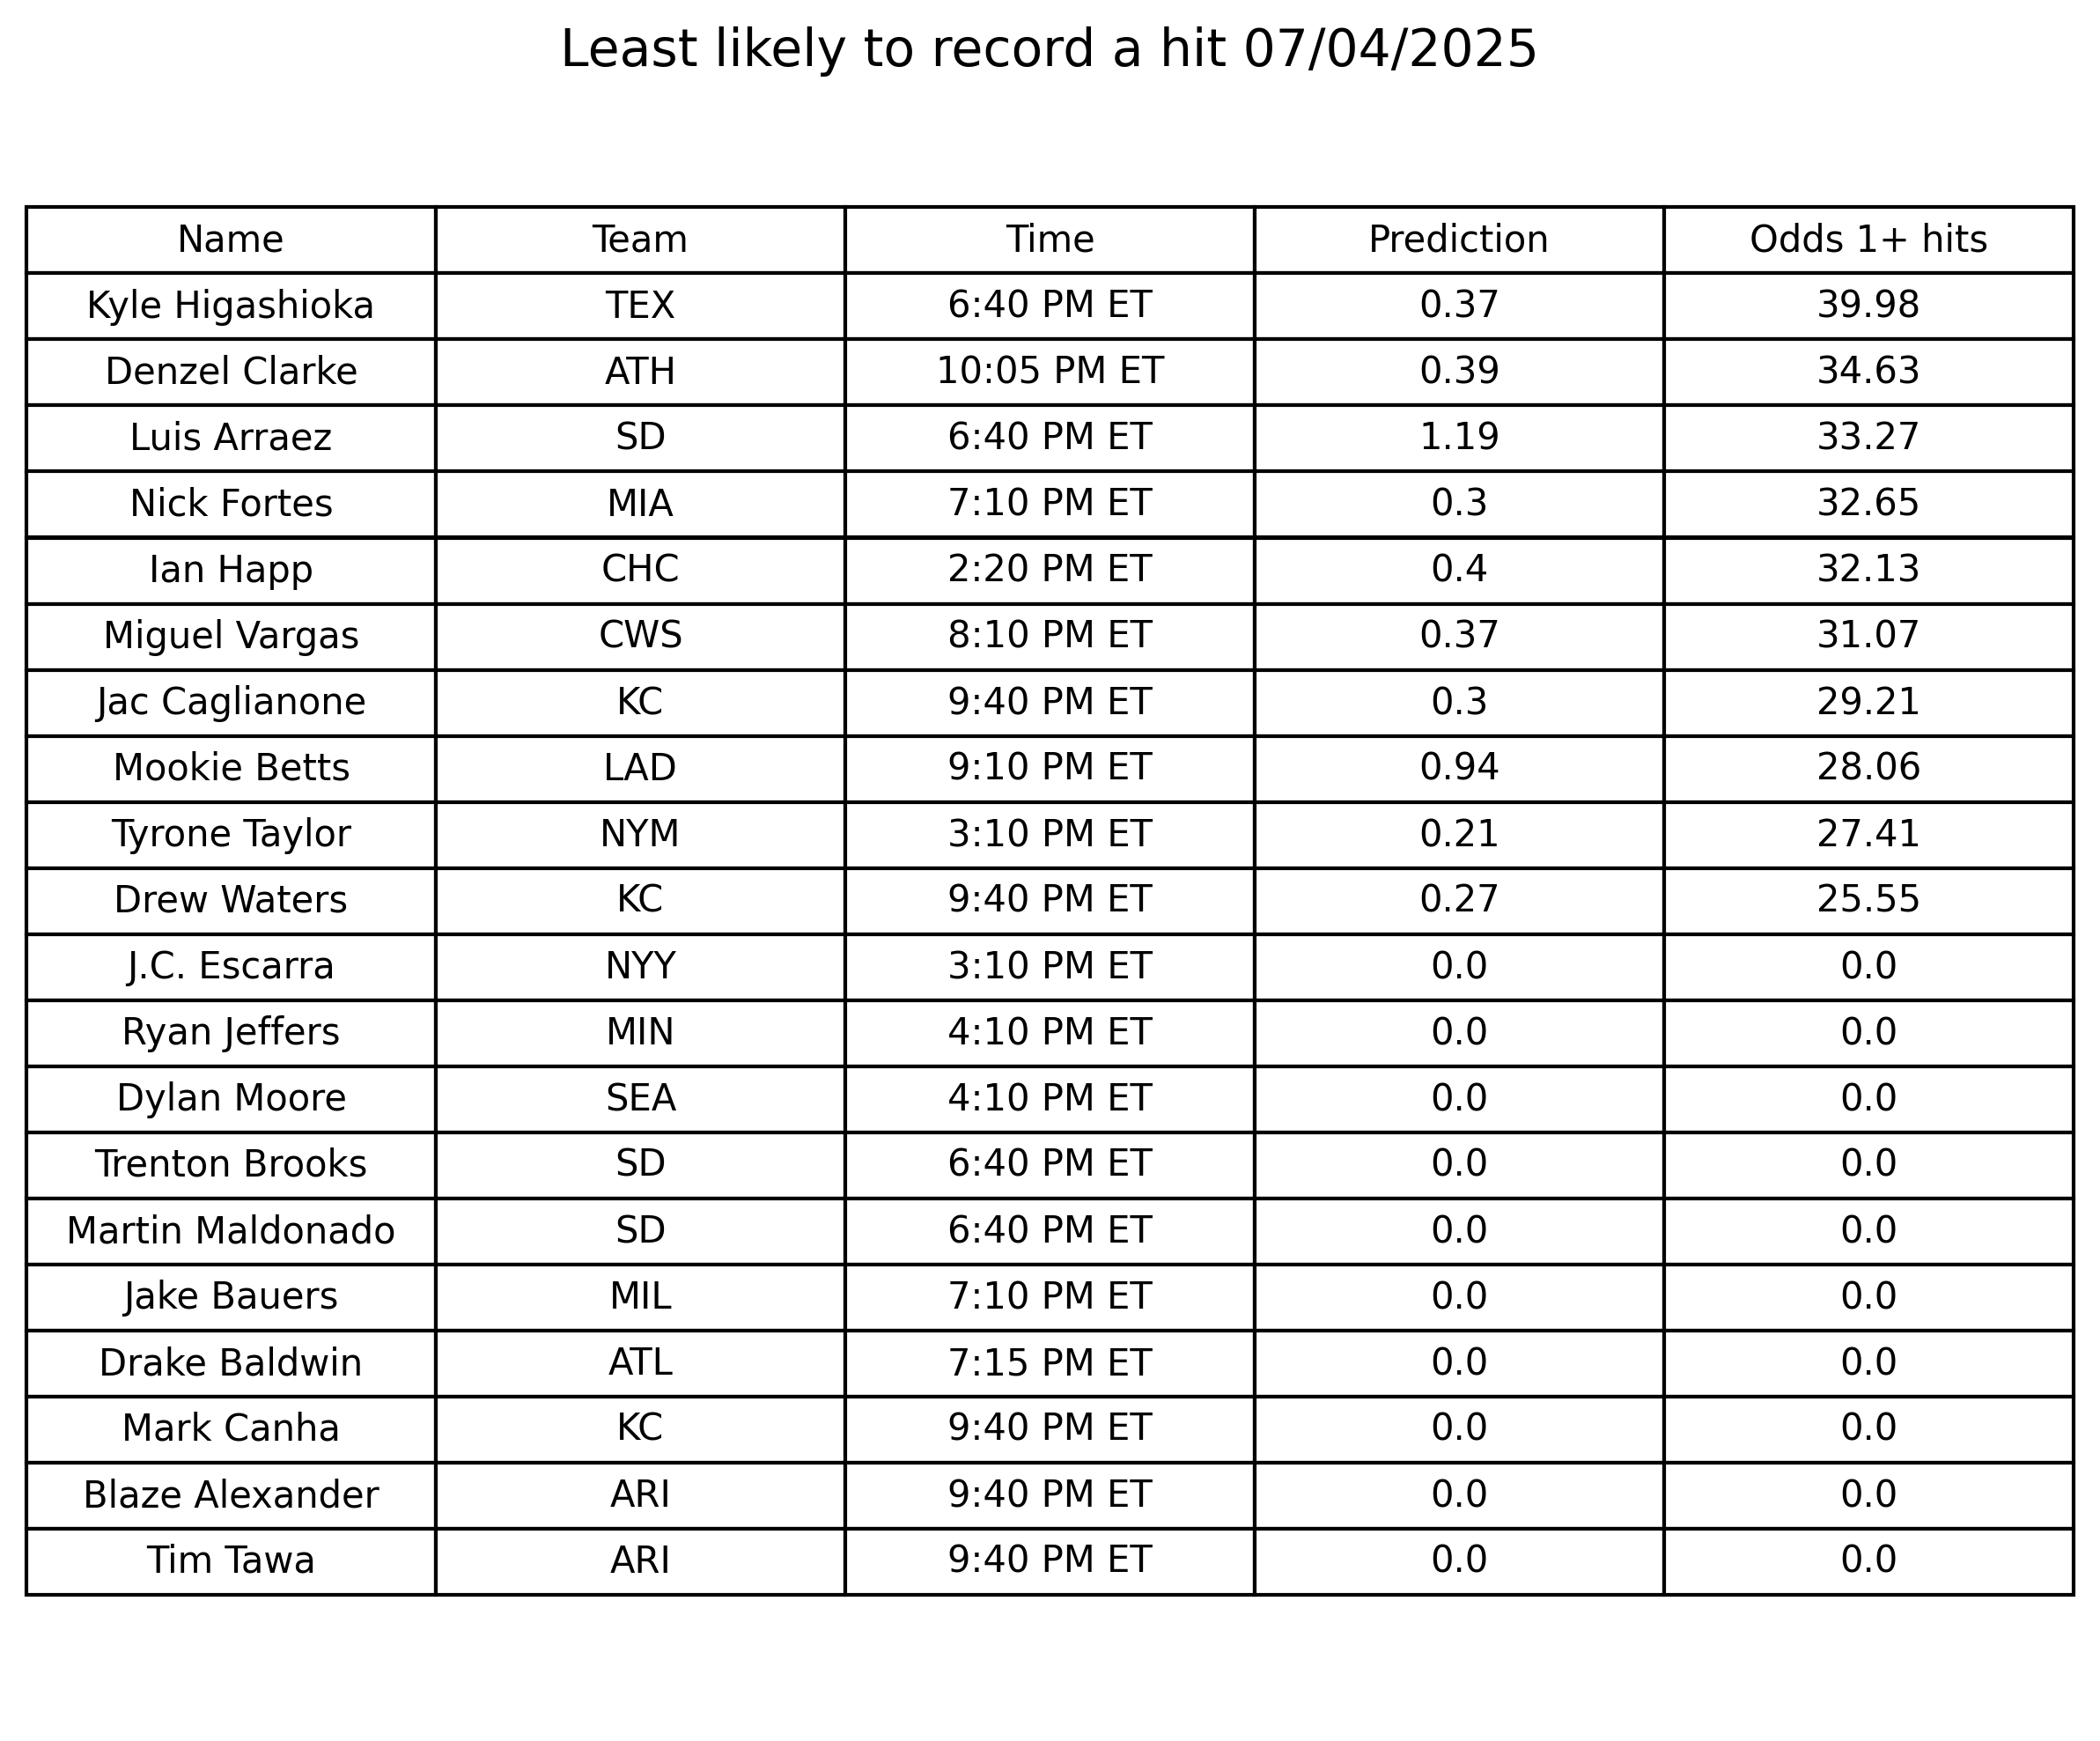 Least likely to record a hit 07/04/2025
Name Team Time Prediction Odds 1+ hits
Kyle Higashioka TEX 6:40 PM ET 0.37 39.98
Denzel Clarke ATH 10:05 PM ET 0.39 34.63
Luis Arraez SD 6:40 PM ET 1.19 33.27
Nick Fortes MIA 7:10 PM ET 0.3 32.65
Ian Happ CHC 2:20 PM ET 0.4 32.13
Miguel Vargas CWS 8:10 PM ET 0.37 31.07
Jac Caglianone KC 9:40 PM ET 0.3 29.21
Mookie Betts LAD 9:10 PM ET 0.94 28.06
Tyrone Taylor NYM 3:10 PM ET 0.21 27.41
Drew Waters KC 9:40 PM ET 0.27 25.55
J.C. Escarra NYY 3:10 PM ET 0.0 0.0
Ryan Jeffers MIN 4:10 PM ET 0.0 0.0
Dylan Moore SEA 4:10 PM ET 0.0 0.0
Trenton Brooks SD 6:40 PM ET 0.0 0.0
Martin Maldonado SD 6:40 PM ET 0.0 0.0
Jake Bauers MIL 7:10 PM ET 0.0 0.0
Drake Baldwin ATL 7:15 PM ET 0.0 0.0
Mark Canha KC 9:40 PM ET 0.0 0.0
Blaze Alexander ARI 9:40 PM ET 0.0 0.0
Tim Tawa ARI 9:40 PM ET 0.0 0.0